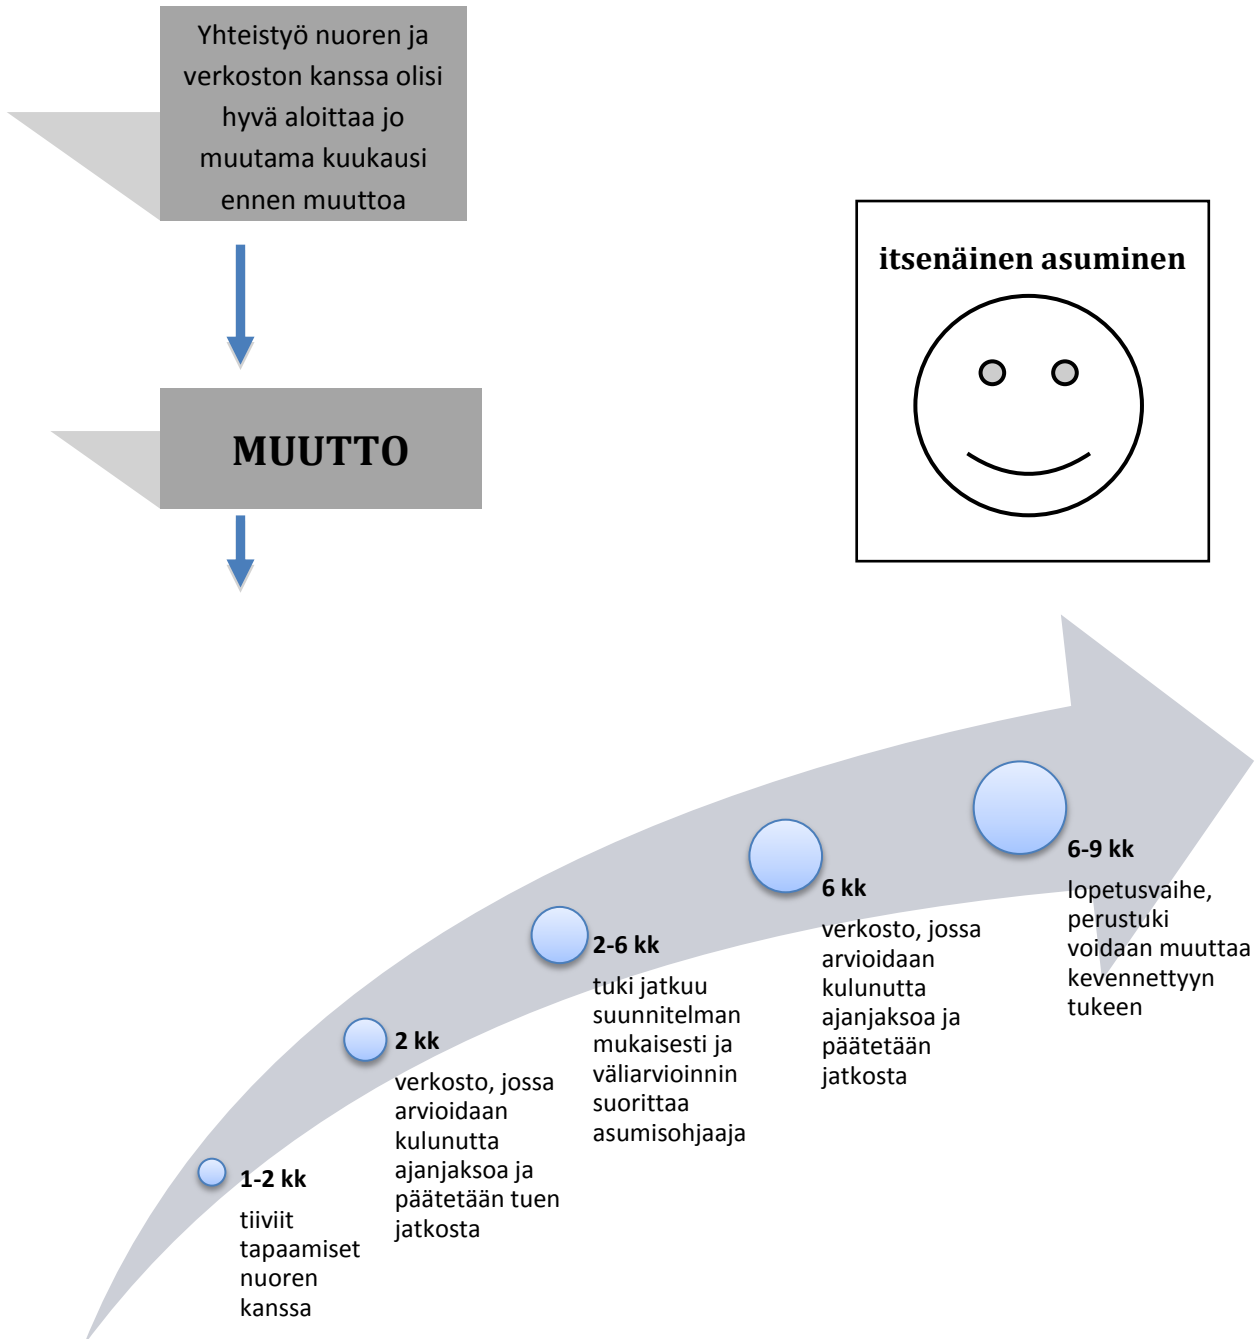 Yhteistyö nuoren ja
verkoston kanssa olisi
hyvä aloittaa jo
muutama kuukausi
ennen muuttoa
itsenäinen asuminen
MUUTTO
1-2 kk
tiiviit
tapaamiset
nuoren
kanssa
2 kk
verkosto, jossa
arvioidaan
kulunutta
ajanjaksoa ja
päätetään tuen
jatkosta
2-6 kk
tuki jatkuu
suunnitelman
mukaisesti ja
väliarvioinnin
suorittaa
asumisohjaaja
6 kk
verkosto, jossa
arvioidaan
kulunutta
ajanjaksoa ja
päätetään
jatkosta
6-9 kk
lopetusvaihe,
perustuki
voidaan muuttaa
kevennettyyn
tukeen